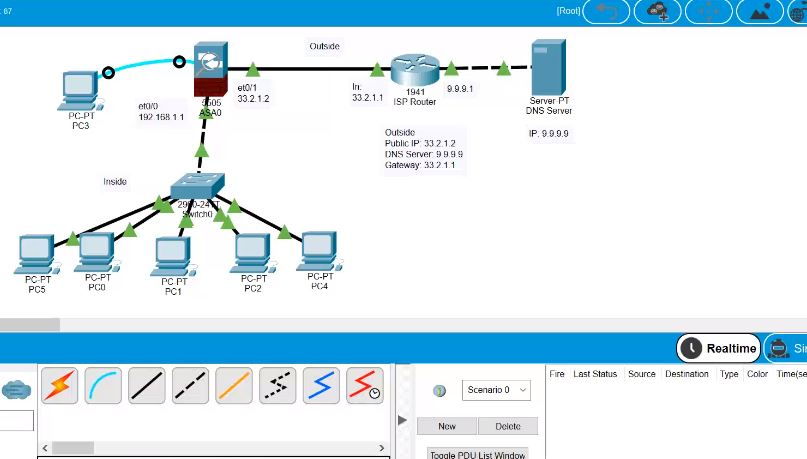 : 87
[Root]
Outside
et0/1
33.2.1.2
5505
ASA0
In:
33.2.1.1
1941
ISP Router
9.9.9.1
Server-PT
DNS Server
IP: 9.9.9.9
PC-PT
PC3
et0/0
192.168.1.1
Outside
Public IP: 33.2.1.2
DNS Server: 9.9.9.9
Gateway: 33.2.1.1
Inside
2960-24TT
Switch0
PC-PT
PC5
PC-PT
PC0
PC-PT
PC1
PC-PT
PC2
PC-PT
PC4
Realtime
Si
Scenario 0
New
Delete
Toggle PDU List Window
Fire Last Status Source Destination Type Color Time(se